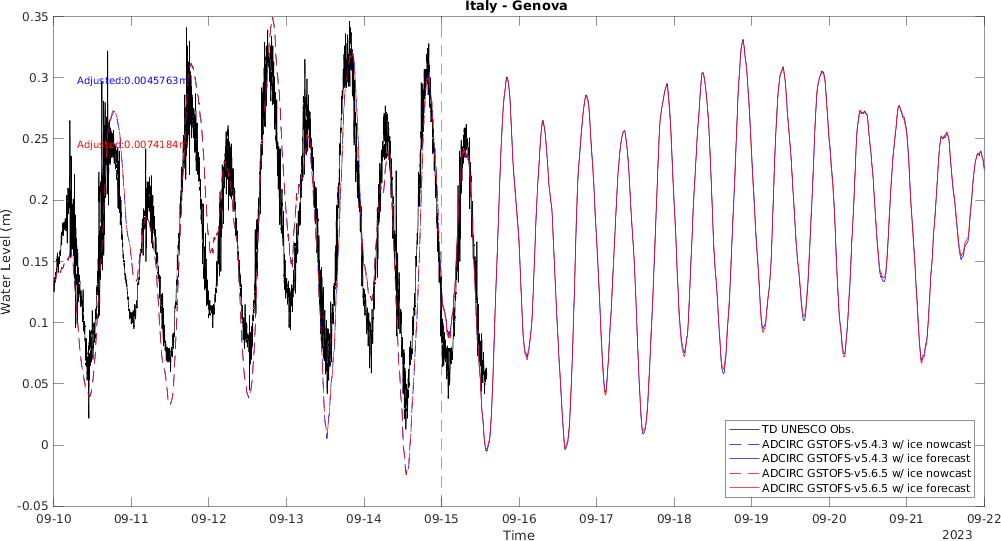 Italy - Genova
0.35
0.3
0.25
0.2
0.15
0.1
0.05
0
-0.05
Water Level (m)
Adjusted:0.0045763m
Adjusted:0.0074184m
TD UNESCO Obs.
ADCIRC GSTOFS-v5.4.3 w/ ice nowcast
ADCIRC GSTOFS-v5.4.3 w/ ice forecast
ADCIRC GSTOFS-v5.6.5 w/ ice nowcast
ADCIRC GSTOFS-v5.6.5 w/ ice forecast
09-10 09-11 09-12 09-13 09-14 09-15 09-16 09-17 09-18 09-19 09-20 09-21 09-22
Time
2023